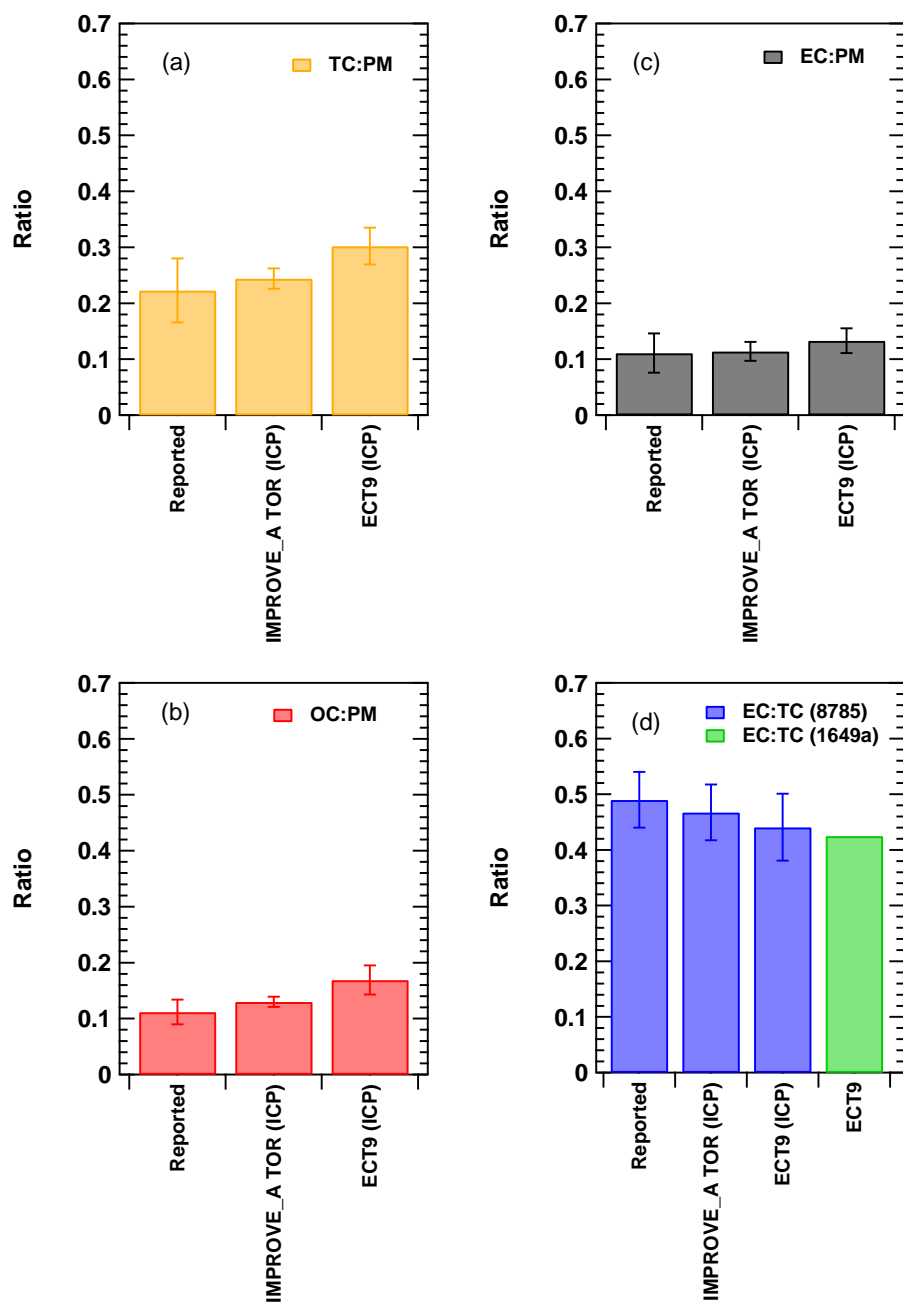 (a)
TC:PM
Ratio
0.7
0.6
0.5
0.4
0.3
0.2
0.1
0
Reported
IMPROVE_A TOR (ICP)
ECT9 (ICP)
(c)
EC:PM
Ratio
0.7
0.6
0.5
0.4
0.3
0.2
0.1
0
Reported
IMPROVE_A TOR (ICP)
ECT9 (ICP)
(b)
OC:PM
Ratio
0.7
0.6
0.5
0.4
0.3
0.2
0.1
0
Reported
IMPROVE_A TOR (ICP)
ECT9 (ICP)
(d)
EC:TC (8785)
EC:TC (1649a)
Ratio
0.7
0.6
0.5
0.4
0.3
0.2
0.1
0
Reported
IMPROVE_A TOR (ICP)
ECT9 (ICP)
ECT9